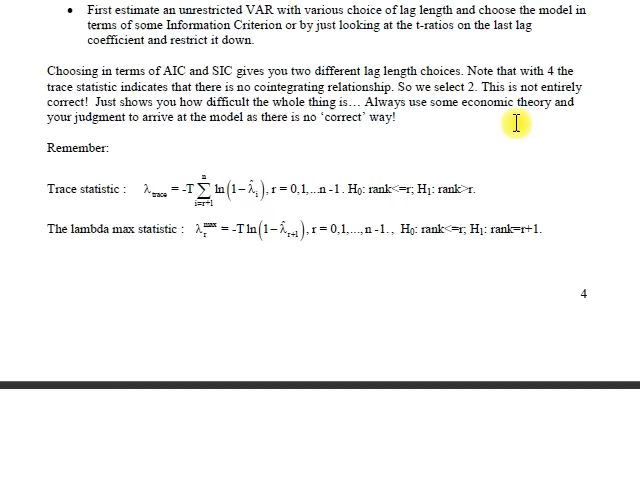 • First estimate an unrestricted VAR with various choice of lag length and choose the model in
terms of some Information Criterion or by just looking at the t-ratios on the last lag
coefficient and restrict it down.
Choosing in terms of AIC and SIC gives you two different lag length choices. Note that with 4 the
trace statistic indicates that there is no cointegrating relationship. So we select 2. This is not entirely
correct! Just shows you how difficult the whole thing is… Always use some economic theory and
your judgment to arrive at the model as there is no ‘correct’ way!
Remember:
Trace statistic : λ_trace = -T ∑_{i=r+1}^{n} ln(1−λ̂_i), r = 0,1,...n -1 . H₀: rank<=r; H₁: rank>r.
The lambda max statistic : λ_r^max = -T ln(1−λ̂_{r+1}), r = 0,1,...,n -1., H₀: rank<=r; H₁: rank=r+1.
4